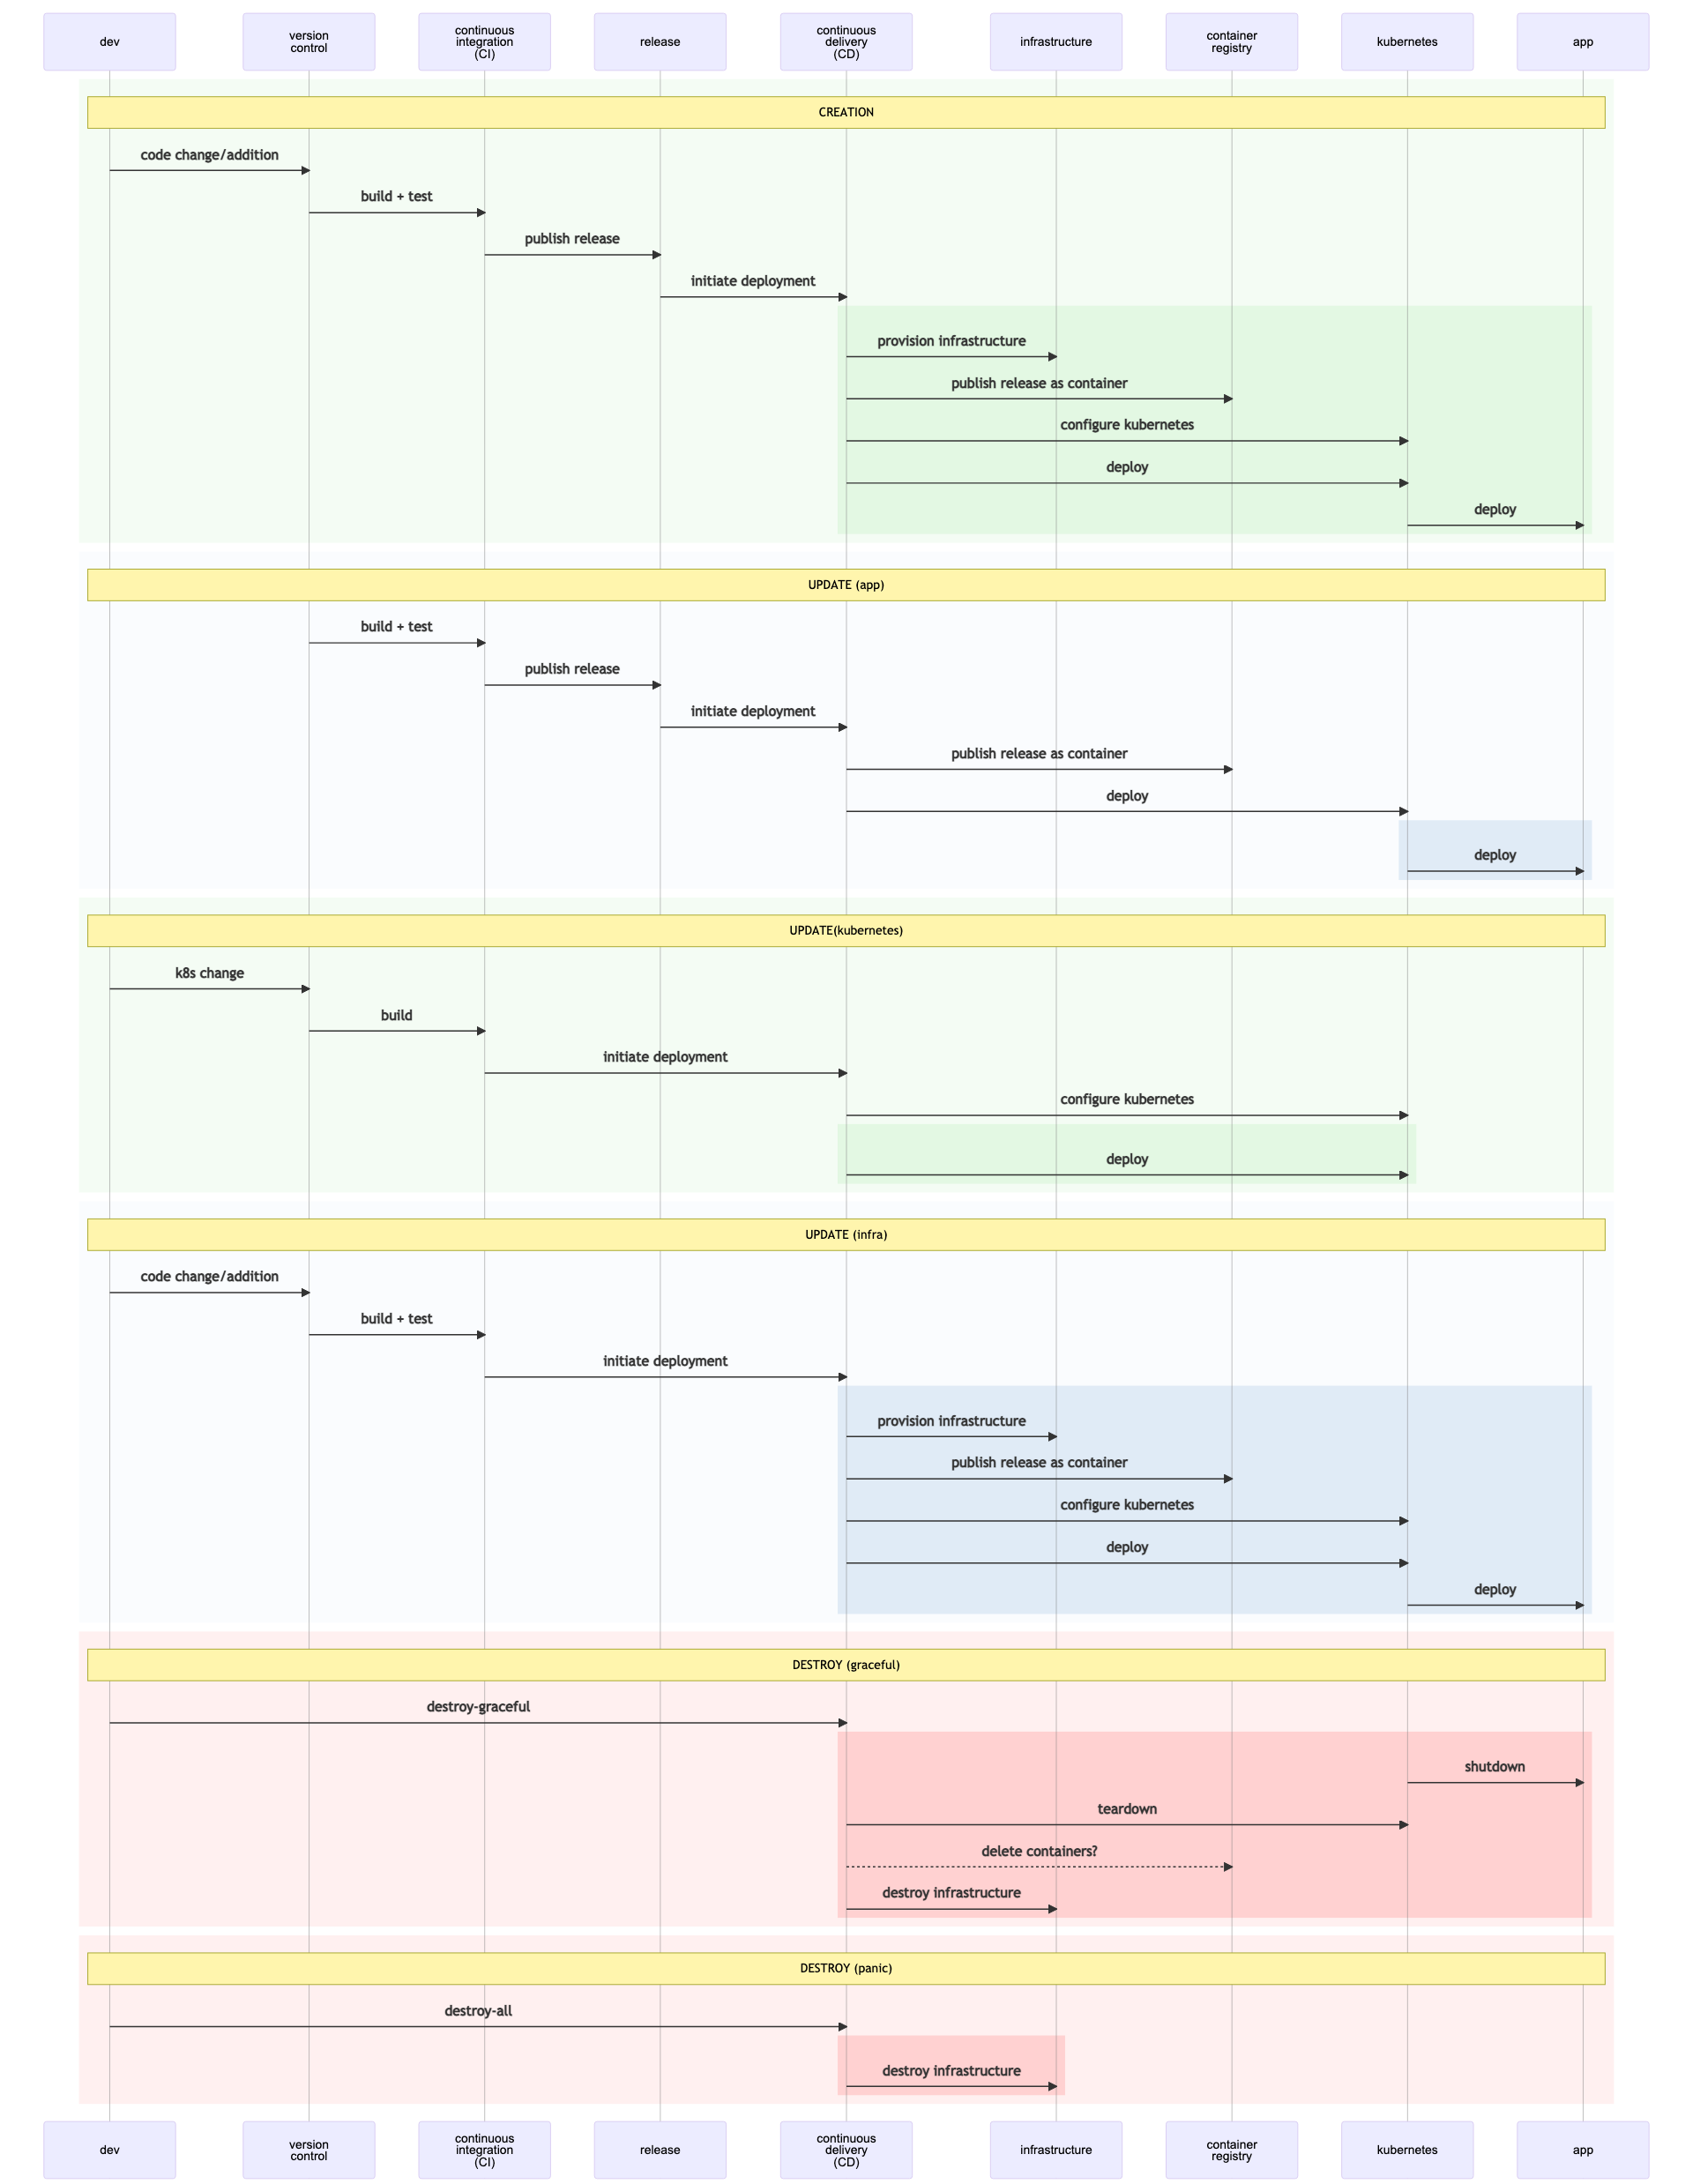 dev
version
control
continuous
integration
(CI)
release
continuous
delivery
(CD)
infrastructure
container
registry
kubernetes
app
CREATION
code change/addition
build + test
publish release
initiate deployment
provision infrastructure
publish release as container
configure kubernetes
deploy
deploy
UPDATE (app)
build + test
publish release
initiate deployment
publish release as container
deploy
deploy
UPDATE(kubernetes)
k8s change
build
initiate deployment
configure kubernetes
deploy
UPDATE (infra)
code change/addition
build + test
initiate deployment
provision infrastructure
publish release as container
configure kubernetes
deploy
deploy
DESTROY (graceful)
destroy-graceful
shutdown
teardown
delete containers?
destroy infrastructure
DESTROY (panic)
destroy-all
destroy infrastructure
dev
version
control
continuous
integration
(CI)
release
continuous
delivery
(CD)
infrastructure
container
registry
kubernetes
app